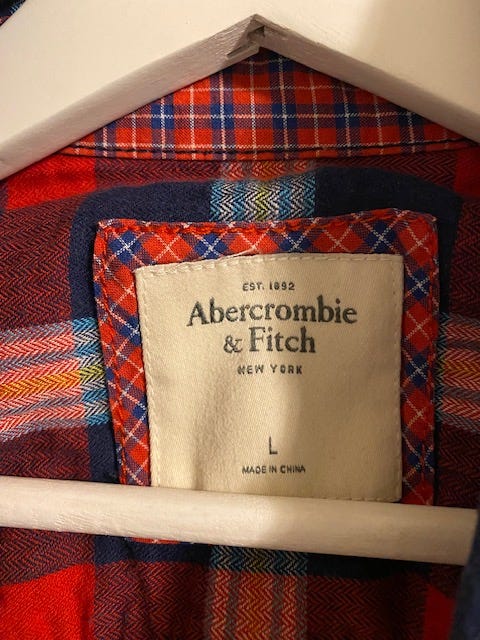 EST. 1892
Abercrombie
& Fitch
NEW YORK
L
MADE IN CHINA